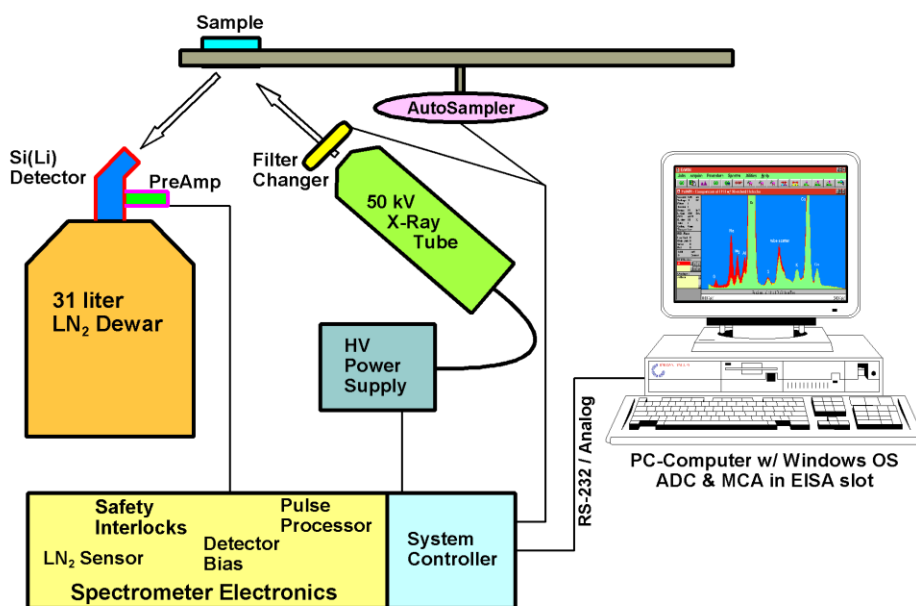 Sample
AutoSampler
Si(Li)
Detector
PreAmp
Filter
Changer
50 kV
X-Ray
Tube
31 liter
LN₂ Dewar
HV
Power
Supply
RS-232 / Analog
PC-Computer w/ Windows OS
ADC & MCA in EISA slot
Safety
Interlocks
Pulse
Processor
LN₂ Sensor
Detector
Bias
System
Controller
Spectrometer Electronics